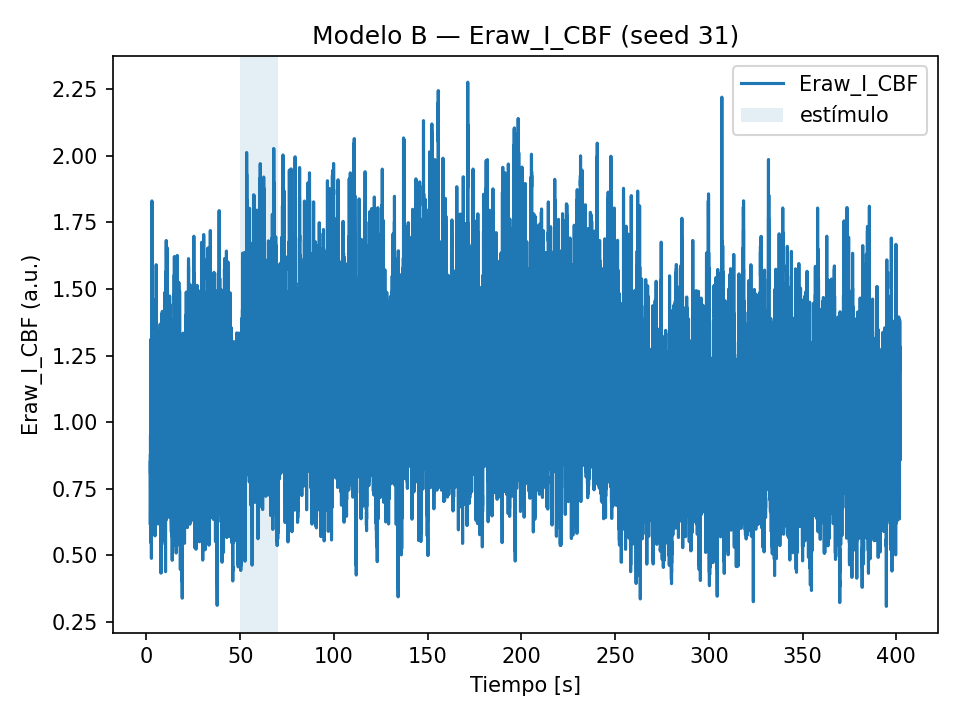 Modelo B — Eraw_I_CBF (seed 31)
Eraw_I_CBF
estímulo
Eraw_I_CBF (a.u.)
2.25
2.00
1.75
1.50
1.25
1.00
0.75
0.50
0.25
0 50 100 150 200 250 300 350 400
Tiempo [s]